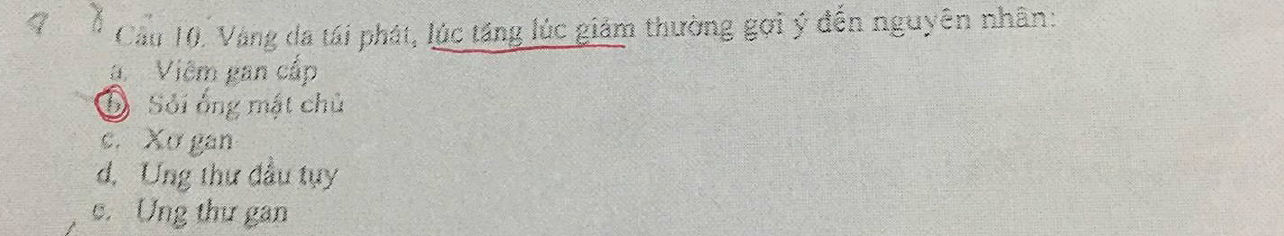 Câu 10. Vàng da tái phát, lúc tăng lúc giảm thường gợi ý đến nguyên nhân:
a. Viêm gan cấp
b. Sỏi ống mật chủ
c. Xơ gan
d. Ung thư đầu tụy
e. Ung thư gan